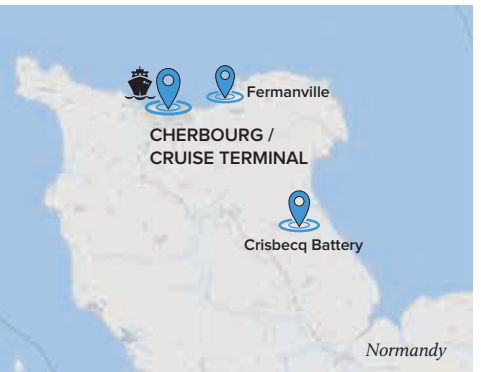 Fermanville
CHERBOURG /
CRUISE TERMINAL
Crisbecq Battery
Normandy